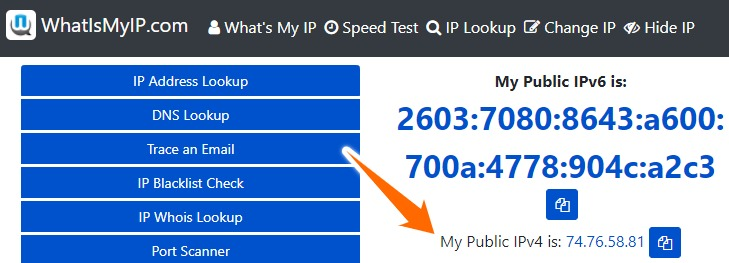 WhatIsMyIP.com
What's My IP Speed Test IP Lookup Change IP Hide IP
IP Address Lookup
DNS Lookup
Trace an Email
IP Blacklist Check
IP Whois Lookup
Port Scanner
My Public IPv6 is:
2603:7080:8643:a600:
700a:4778:904c:a2c3
My Public IPv4 is: 74.76.58.81